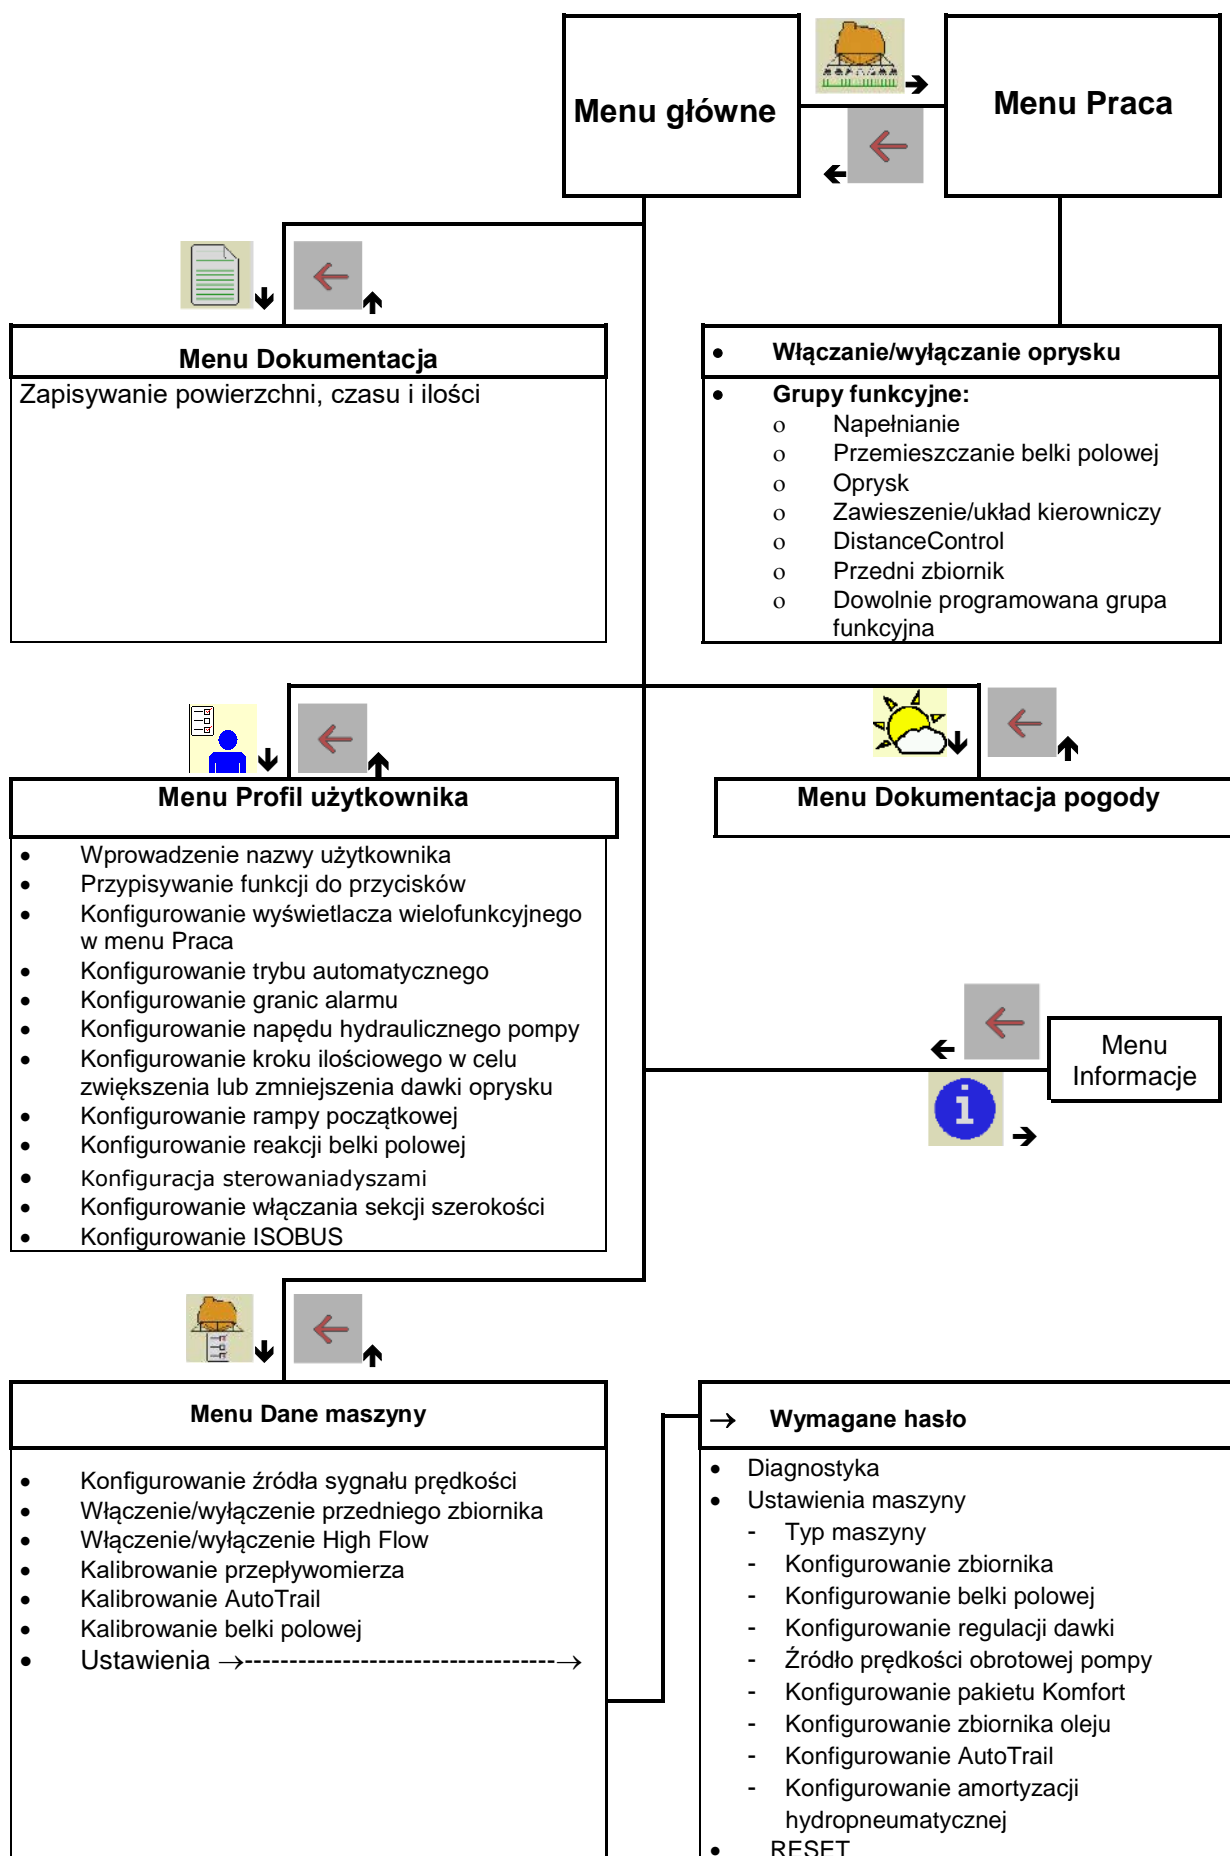 Menu główne
Menu Praca
Menu Dokumentacja
Zapisywanie powierzchni, czasu i ilości
• Włączanie/wyłączanie oprysku
• Grupy funkcyjne:
o Napełnianie
o Przemieszczanie belki polowej
o Oprysk
o Zawieszenie/układ kierowniczy
o DistanceControl
o Przedni zbiornik
o Dowolnie programowana grupa
funkcyjna
Menu Profil użytkownika
• Wprowadzenie nazwy użytkownika
• Przypisywanie funkcji do przycisków
• Konfigurowanie wyświetlacza wielofunkcyjnego
w menu Praca
• Konfigurowanie trybu automatycznego
• Konfigurowanie granic alarmu
• Konfigurowanie napędu hydraulicznego pompy
• Konfigurowanie kroku ilościowego w celu
zwiększenia lub zmniejszenia dawki oprysku
• Konfigurowanie rampy początkowej
• Konfigurowanie reakcji belki polowej
• Konfiguracja sterowaniadyszami
• Konfigurowanie włączania sekcji szerokości
• Konfigurowanie ISOBUS
Menu Dokumentacja pogody
Menu
Informacje
i
Menu Dane maszyny
• Konfigurowanie źródła sygnału prędkości
• Włączenie/wyłączenie przedniego zbiornika
• Włączenie/wyłączenie High Flow
• Kalibrowanie przepływomierza
• Kalibrowanie AutoTrail
• Kalibrowanie belki polowej
• Ustawienia →----------------------------------→
→ Wymagane hasło
• Diagnostyka
• Ustawienia maszyny
- Typ maszyny
- Konfigurowanie zbiornika
- Konfigurowanie belki polowej
- Konfigurowanie regulacji dawki
- Źródło prędkości obrotowej pompy
- Konfigurowanie pakietu Komfort
- Konfigurowanie zbiornika oleju
- Konfigurowanie AutoTrail
- Konfigurowanie amortyzacji
hydropneumatycznej
• RESET